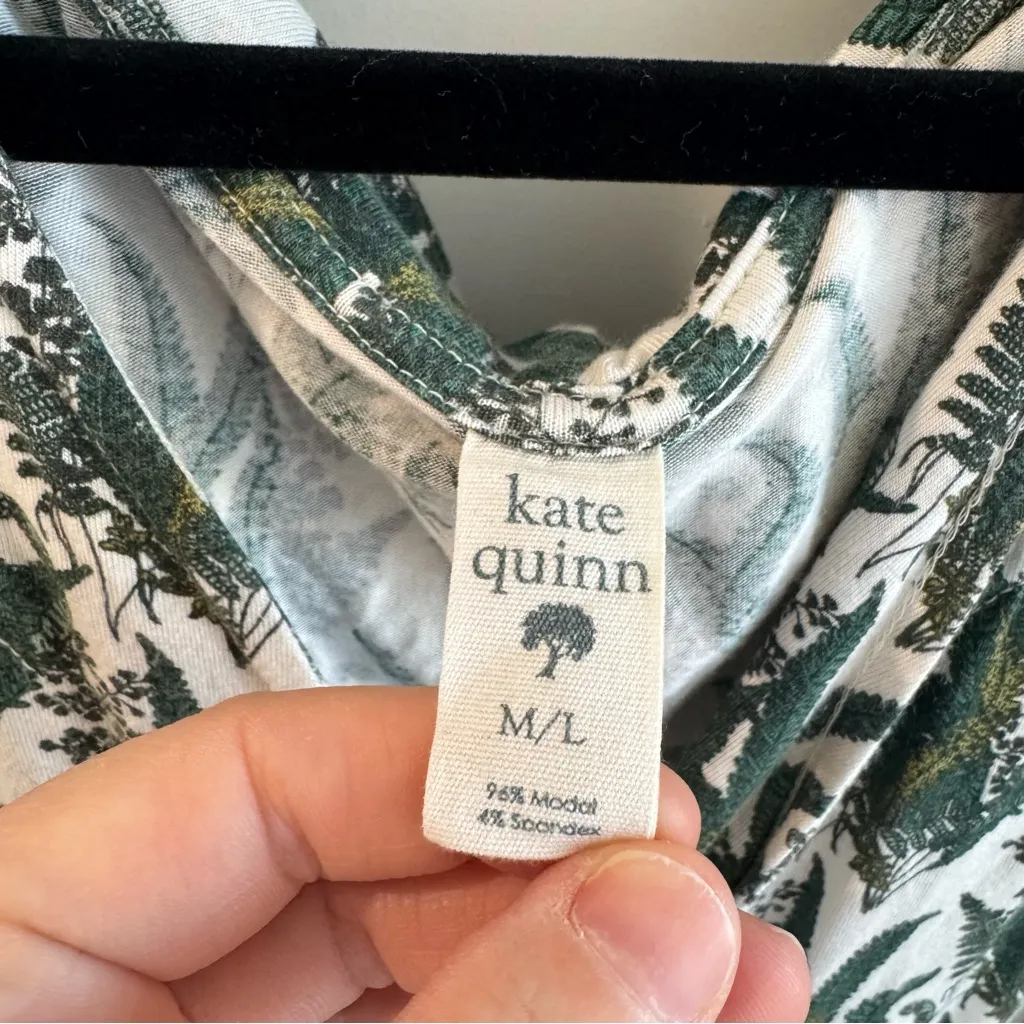 kate
quinn
M/L
96% Modal
4% Spandex